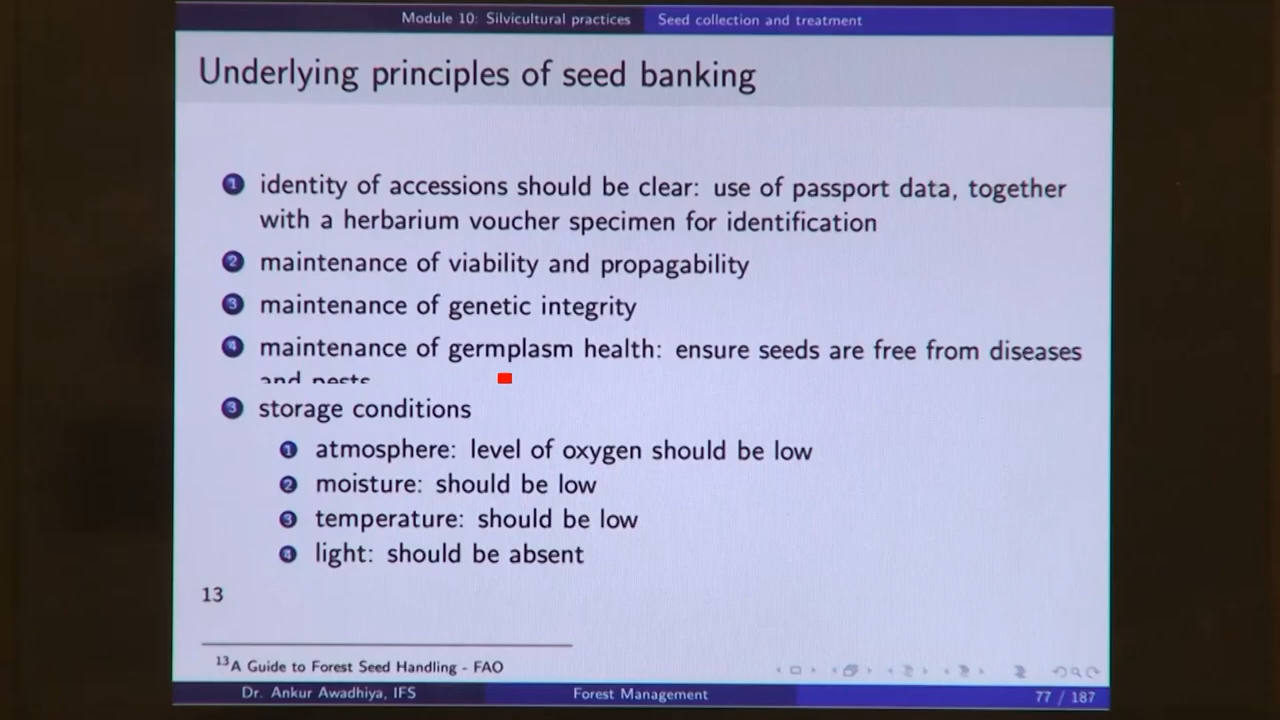 Module 10: Silvicultural practices Seed collection and treatment
Underlying principles of seed banking
1 identity of accessions should be clear: use of passport data, together
with a herbarium voucher specimen for identification
2 maintenance of viability and propagability
3 maintenance of genetic integrity
4 maintenance of germplasm health: ensure seeds are free from diseases
and pests
3 storage conditions
1 atmosphere: level of oxygen should be low
2 moisture: should be low
3 temperature: should be low
4 light: should be absent
13
13 A Guide to Forest Seed Handling - FAO
Dr. Ankur Awadhiya, IFS Forest Management 77 / 187